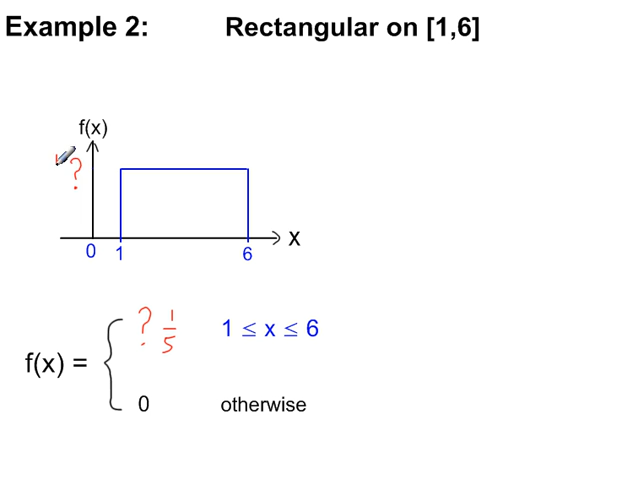 Example 2: Rectangular on [1,6]
f(x)
?
x
0 1 6
? 1/5 1 ≤ x ≤ 6
f(x) =
0 otherwise